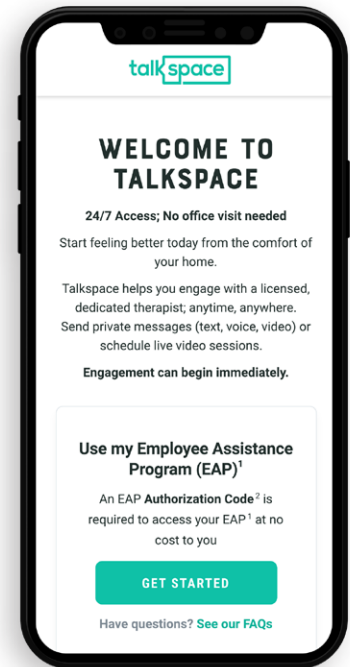 talkspace
WELCOME TO
TALKSPACE
24/7 Access; No office visit needed
Start feeling better today from the comfort of
your home.
Talkspace helps you engage with a licensed,
dedicated therapist; anytime, anywhere.
Send private messages (text, voice, video) or
schedule live video sessions.
Engagement can begin immediately.
Use my Employee Assistance
Program (EAP)¹
An EAP Authorization Code² is
required to access your EAP¹ at no
cost to you
GET STARTED
Have questions? See our FAQs